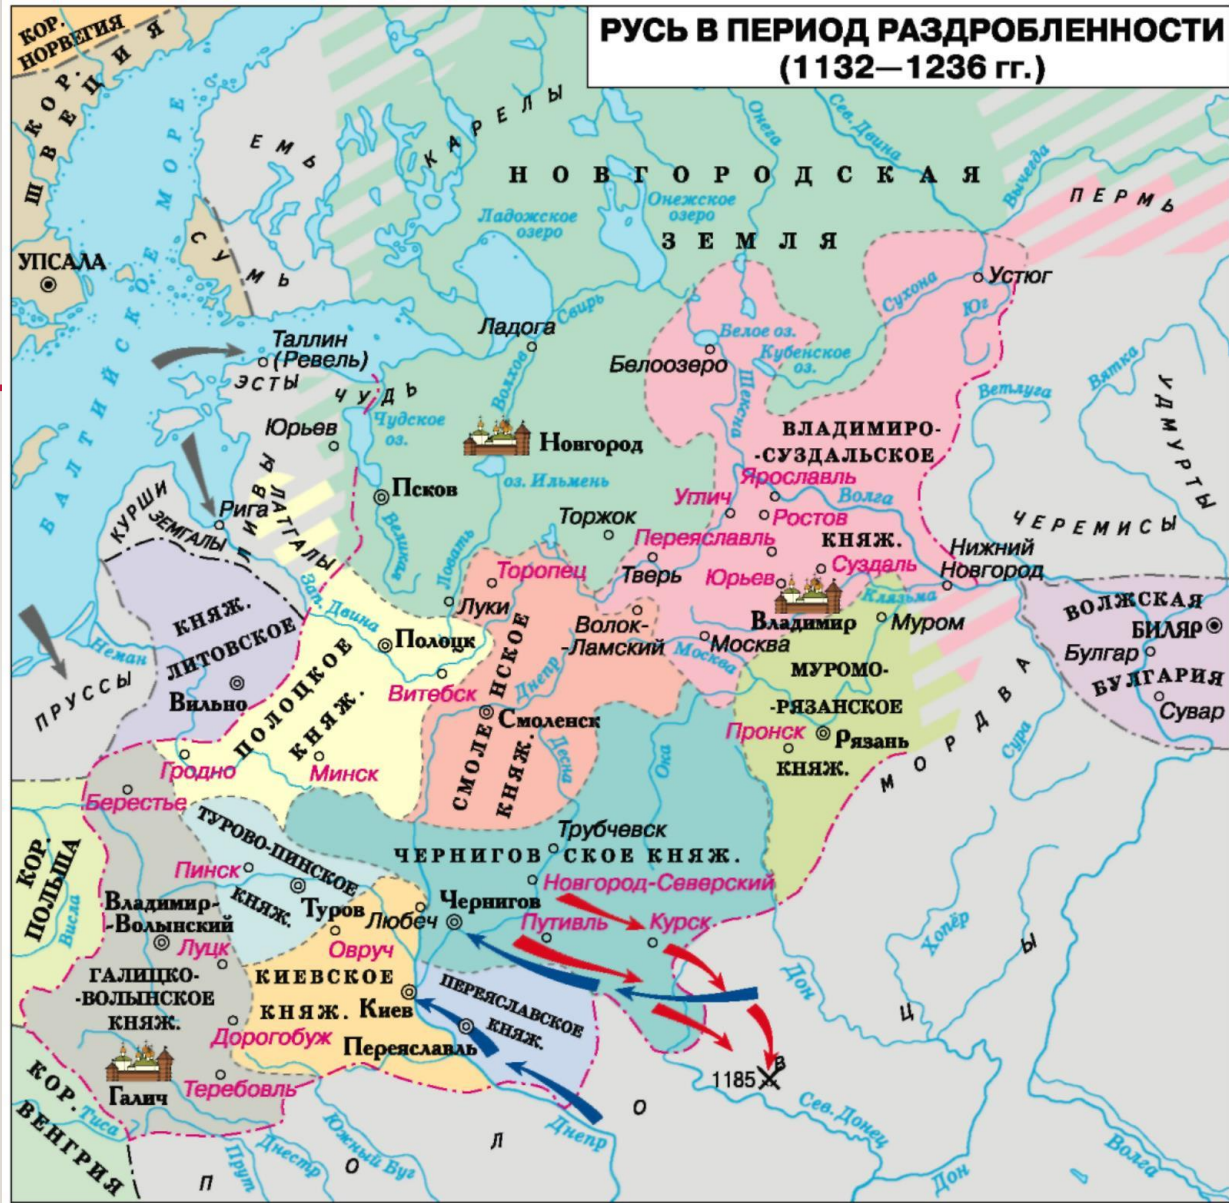 РУСЬ В ПЕРИОД РАЗДРОБЛЕННОСТИ
(1132—1236 гг.)
КОР.
НОРВЕГИЯ
КОР.
ШВЕЦИЯ
УПСАЛА
БАЛТИЙСКОЕ МОРЕ
ЕМЬ
СУМЬ
КАРЕЛЫ
НОВГОРОДСКАЯ
ЗЕМЛЯ
Онега
Сев. Двина
Вычегда
ПЕРМЬ
Ладожское
озеро
Онежское
озеро
Свирь
Ладога
Волхов
Сухона
Юг
Устюг
Белое оз.
Белоозеро
Кубенское
оз.
Шексна
Таллин
(Ревель)
ЭСТЫ
ЧУДЬ
Чудское
оз.
Юрьев
Новгород
оз. Ильмень
Псков
Великая
Ловать
Ветлуга
Вятка
УДМУРТЫ
ЧЕРЕМИСЫ
ВЛАДИМИРО-
-СУЗДАЛЬСКОЕ
КНЯЖ.
Ярославль
Углич
Волга
Ростов
Переяславль
Суздаль
Юрьев
Клязьма
Владимир
Нижний
Новгород
Торжок
Тверь
Торопец
Луки
Волок-
-Ламский
Москва
Москва
Муром
КУРШИ
ЗЕМГАЛЫ
ЛИВЫ
ЛАТГАЛЫ
Рига
Зап. Двина
КНЯЖ.
ЛИТОВСКОЕ
Вильно
Неман
ПРУССЫ
Полоцк
Витебск
ПОЛОЦКОЕ
КНЯЖ.
Минск
Гродно
Берестье
СМОЛЕНСКОЕ
КНЯЖ.
Днепр
Смоленск
Десна
Ока
МУРОМО-
-РЯЗАНСКОЕ
КНЯЖ.
Пронск
Рязань
МОРДВА
Сура
ВОЛЖСКАЯ
БУЛГАРИЯ
БИЛЯР
Булгар
Сувар
КОР.
ПОЛЬША
Висла
ТУРОВО-ПИНСКОЕ
КНЯЖ.
Пинск
Туров
Владимир-
-Волынский
Луцк
ГАЛИЦКО-
-ВОЛЫНСКОЕ
КНЯЖ.
Дорогобуж
Галич
Теребовль
Овруч
Любеч
КИЕВСКОЕ
КНЯЖ.
Киев
Переяславль
ПЕРЕЯСЛАВСКОЕ
КНЯЖ.
ЧЕРНИГОВСКОЕ КНЯЖ.
Трубчевск
Новгород-Северский
Чернигов
Путивль
Курск
1185
Хопёр
Дон
Сев. Донец
Дон
Волга
Днепр
Южный Буг
Днестр
Прут
Тиса
КОР.
ВЕНГРИЯ
ПОЛОВЦЫ